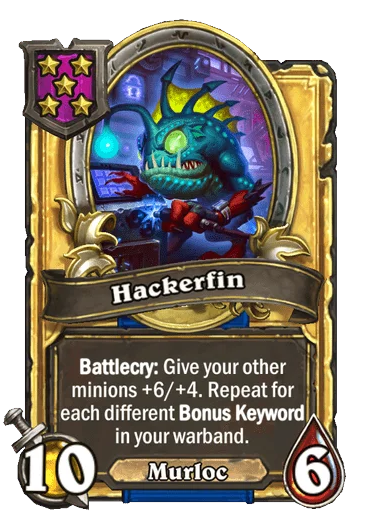 Hackerfin
Battlecry: Give your other
minions +6/+4. Repeat for
each different Bonus Keyword
in your warband.
10
Murloc
6